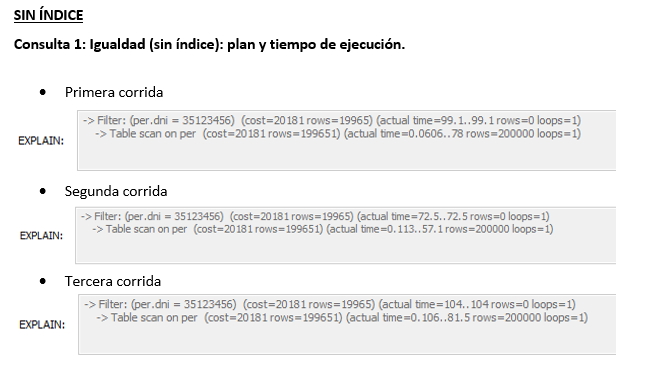 SIN ÍNDICE
Consulta 1: Igualdad (sin índice): plan y tiempo de ejecución.
• Primera corrida
EXPLAIN:
-> Filter: (per.dni = 35123456) (cost=20181 rows=19965) (actual time=99.1..99.1 rows=0 loops=1)
-> Table scan on per (cost=20181 rows=199651) (actual time=0.0606..78 rows=200000 loops=1)
• Segunda corrida
EXPLAIN:
-> Filter: (per.dni = 35123456) (cost=20181 rows=19965) (actual time=72.5..72.5 rows=0 loops=1)
-> Table scan on per (cost=20181 rows=199651) (actual time=0.113..57.1 rows=200000 loops=1)
• Tercera corrida
EXPLAIN:
-> Filter: (per.dni = 35123456) (cost=20181 rows=19965) (actual time=104..104 rows=0 loops=1)
-> Table scan on per (cost=20181 rows=199651) (actual time=0.106..81.5 rows=200000 loops=1)